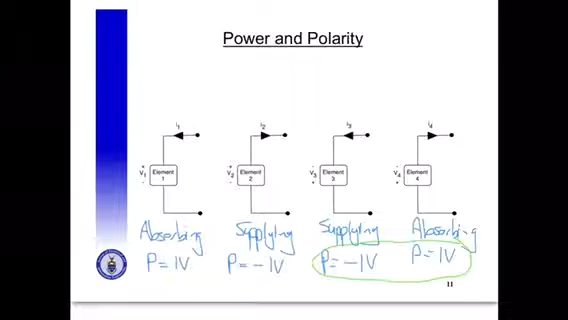 Power and Polarity
i1 i2 i3 i4
+ + - -
V1 Element 1 V2 Element 2 V3 Element 3 V4 Element 4
- - + +
Absorbing Supplying Supplying Absorbing
P=IV P=-IV P=-IV P=IV
11